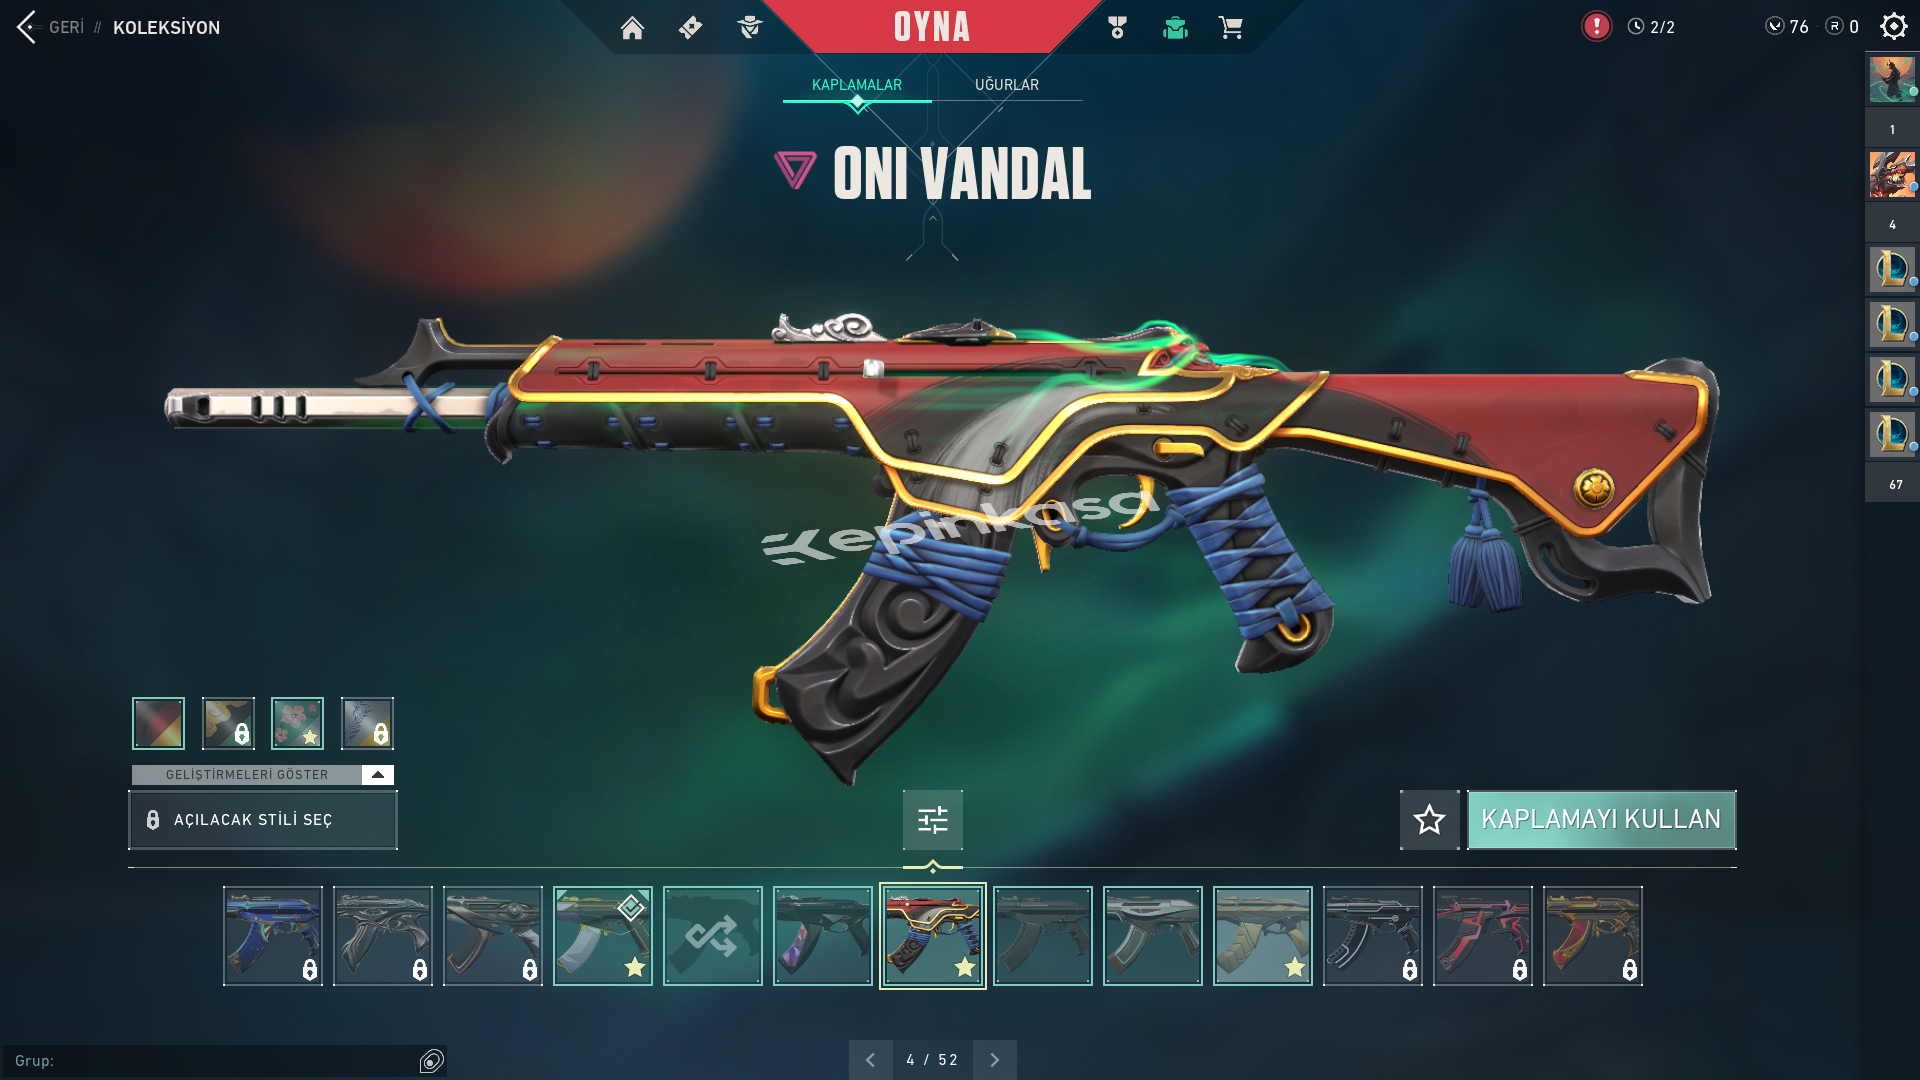 GERİ // KOLEKSİYON
OYNA
2/2
76
R 0
KAPLAMALAR
UĞURLAR
ONI VANDAL
1
4
67
epinkasa
GELİŞTİRMELERİ GÖSTER
AÇILACAK STİLİ SEÇ
KAPLAMAYI KULLAN
Grup:
4 / 52